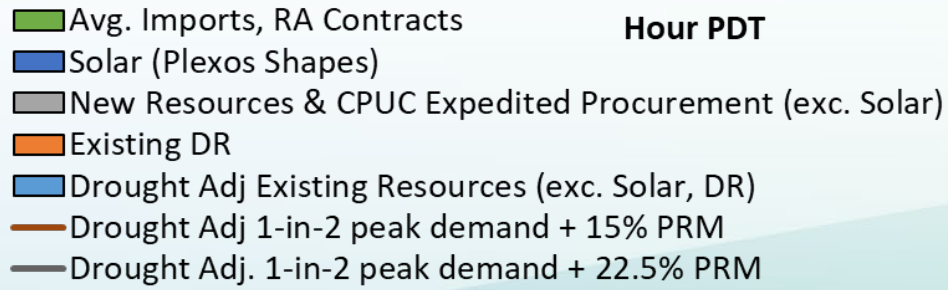 Avg. Imports, RA Contracts
Hour PDT
Solar (Plexos Shapes)
New Resources & CPUC Expedited Procurement (exc. Solar)
Existing DR
Drought Adj Existing Resources (exc. Solar, DR)
Drought Adj 1-in-2 peak demand + 15% PRM
Drought Adj. 1-in-2 peak demand + 22.5% PRM